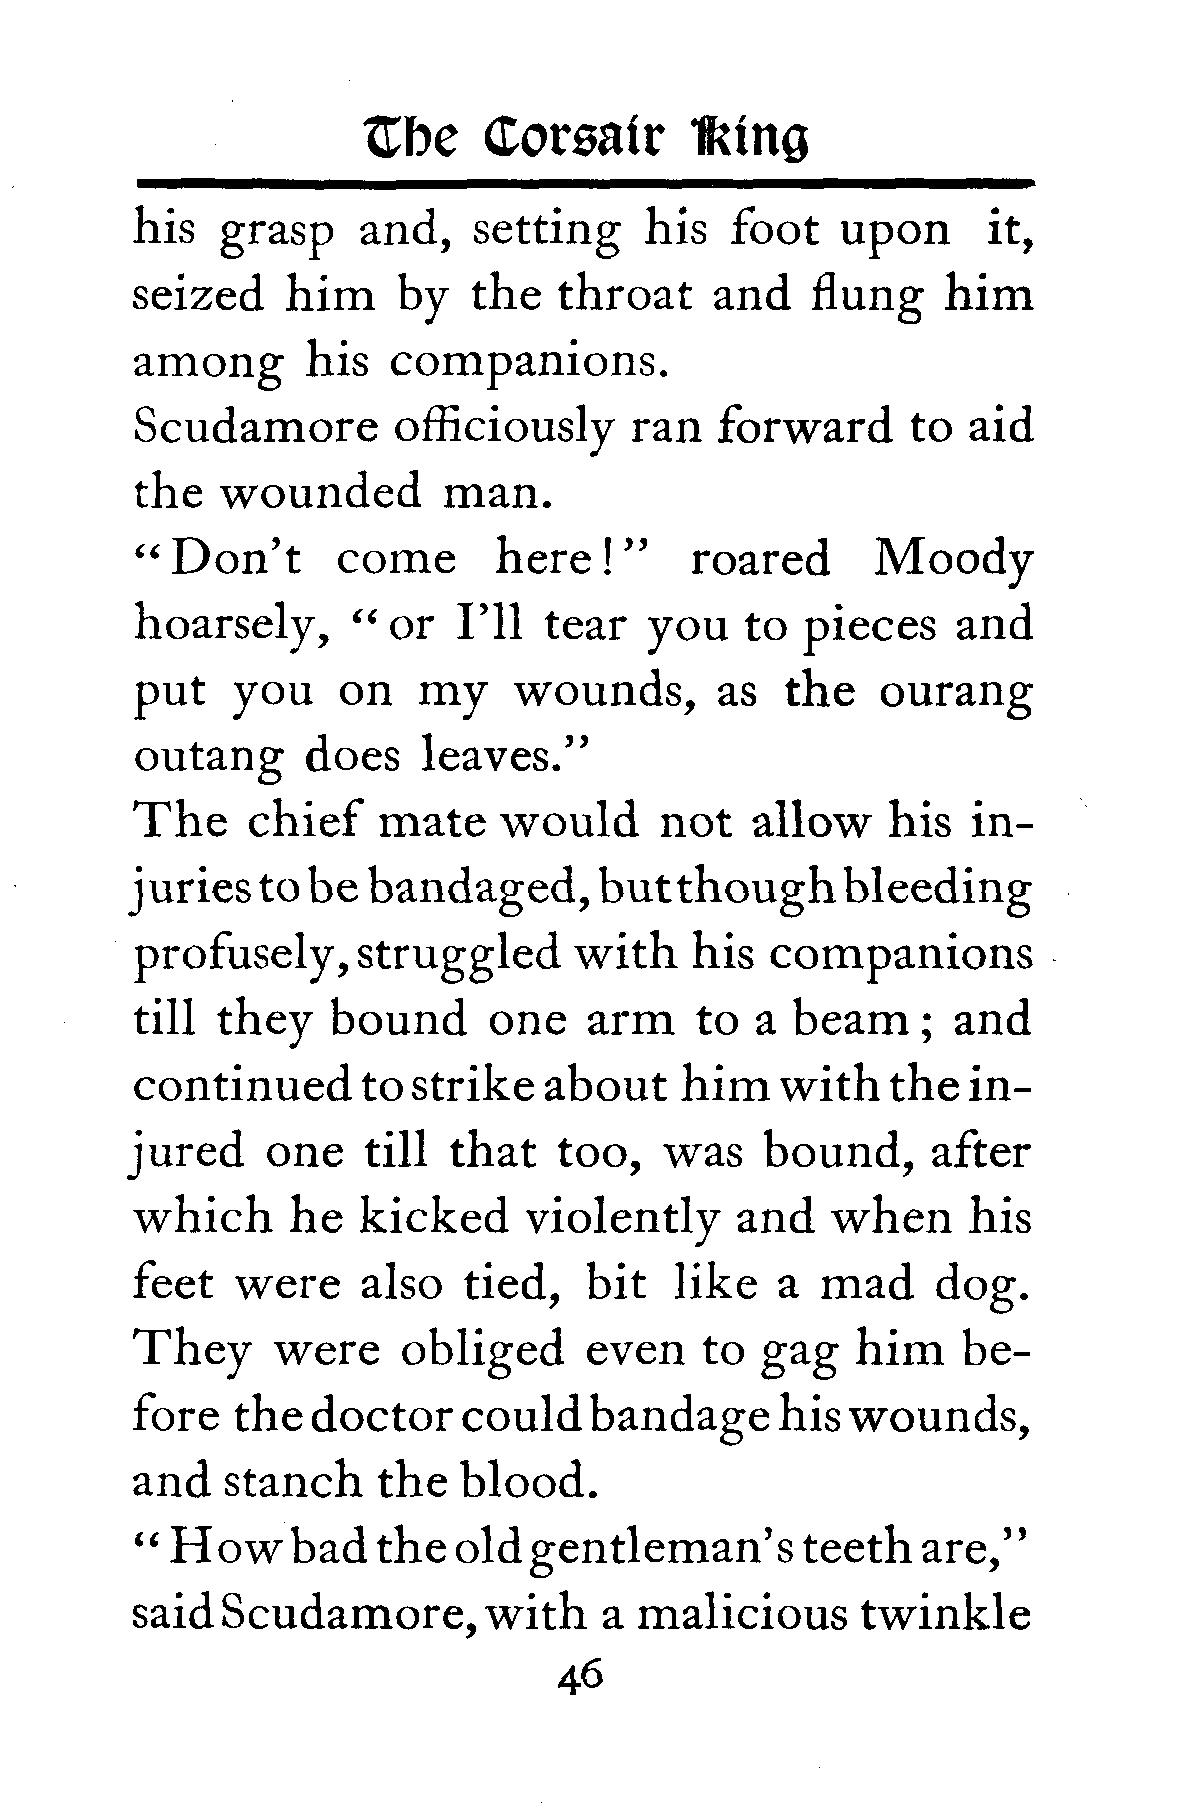 The Corsair King
his grasp and, setting his foot upon it,
seized him by the throat and flung him
among his companions.
Scudamore officiously ran forward to aid
the wounded man.
“Don’t come here!” roared Moody
hoarsely, “or I’ll tear you to pieces and
put you on my wounds, as the ourang
outang does leaves.”
The chief mate would not allow his in-
juries to be bandaged, but though bleeding
profusely, struggled with his companions
till they bound one arm to a beam; and
continued to strike about him with the in-
jured one till that too, was bound, after
which he kicked violently and when his
feet were also tied, bit like a mad dog.
They were obliged even to gag him be-
fore the doctor could bandage his wounds,
and stanch the blood.
“How bad the old gentleman’s teeth are,”
said Scudamore, with a malicious twinkle
46